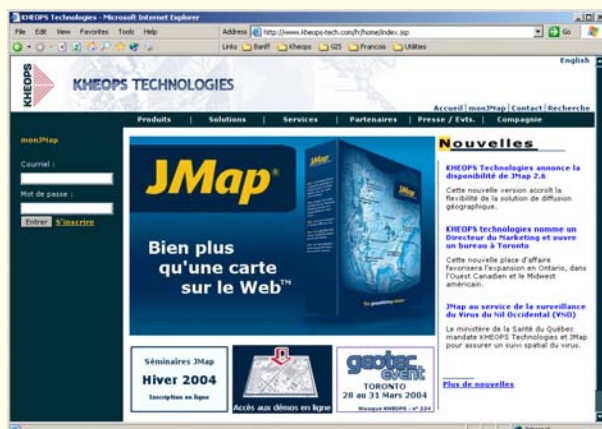 KHEOPS Technologies - Microsoft Internet Explorer
File Edit View Favorites Tools Help
Address http://www.kheops-tech.com/fr/home/index.jsp Go
Links Banff Kheops GIS Francois Utilities
English
KHEOPS
KHEOPS TECHNOLOGIES
Accueil | monJMap | Contact | Recherche
Produits | Solutions | Services | Partenaires | Presse / Evts. | Compagnie
monJMap
Courriel :
Mot de passe :
Entrer S'inscrire
JMap®
Bien plus
qu'une carte
sur le Web™
JMap
Séminaires JMap
Hiver 2004
Inscription en ligne
Accès aux démos en ligne
geotec
event
TORONTO
28 au 31 Mars 2004
Kiosque KHEOPS - n° 224
Nouvelles
KHEOPS Technologies annonce la
disponibilité de JMap 2.6
Cette nouvelle version accroît la
flexibilité de la solution de diffusion
géographique.
KHEOPS technologies nomme un
Directeur du Marketing et ouvre
un bureau à Toronto
Cette nouvelle place d'affaire
favorisera l'expansion en Ontario, dans
l'Ouest Canadien et le Midwest
américain.
JMap au service de la surveillance
du Virus du Nil Occidental (VNO)
Le ministère de la Santé du Québec
mandate KHEOPS Technologies et JMap
pour assurer un suivi spatial du virus.
Plus de nouvelles
Internet